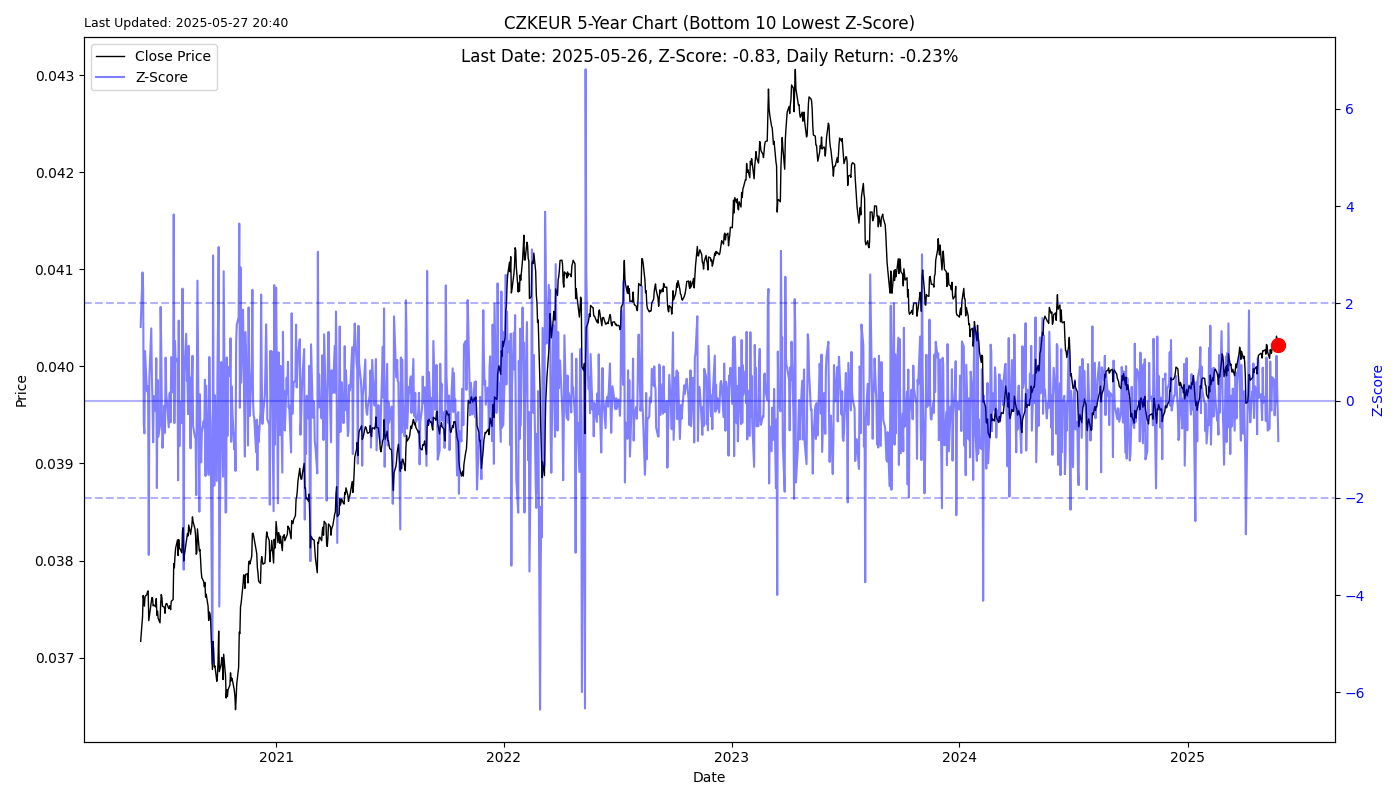 Last Updated: 2025-05-27 20:40
CZKEUR 5-Year Chart (Bottom 10 Lowest Z-Score)
Last Date: 2025-05-26, Z-Score: -0.83, Daily Return: -0.23%
Close Price
Z-Score
0.043
0.042
0.041
0.040
0.039
0.038
0.037
Price
6
4
2
0
−2
−4
−6
Z-Score
2021
2022
2023
2024
2025
Date